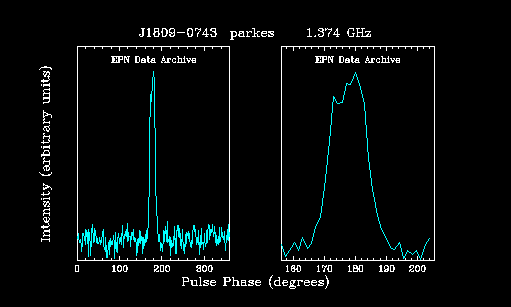 J1809-0743 parkes 1.374 GHz
EPN Data Archive EPN Data Archive
Intensity (arbitrary units)
0 100 200 300 160 170 180 190 200
Pulse Phase (degrees)